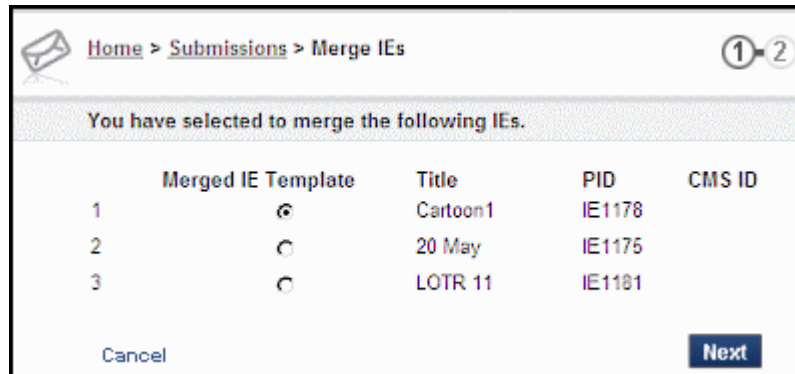 Home > Submissions > Merge IEs
1 2
You have selected to merge the following IEs.
Merged IE Template Title PID CMS ID
1 Cartoon1 IE1178
2 20 May IE1175
3 LOTR 11 IE1181
Cancel Next